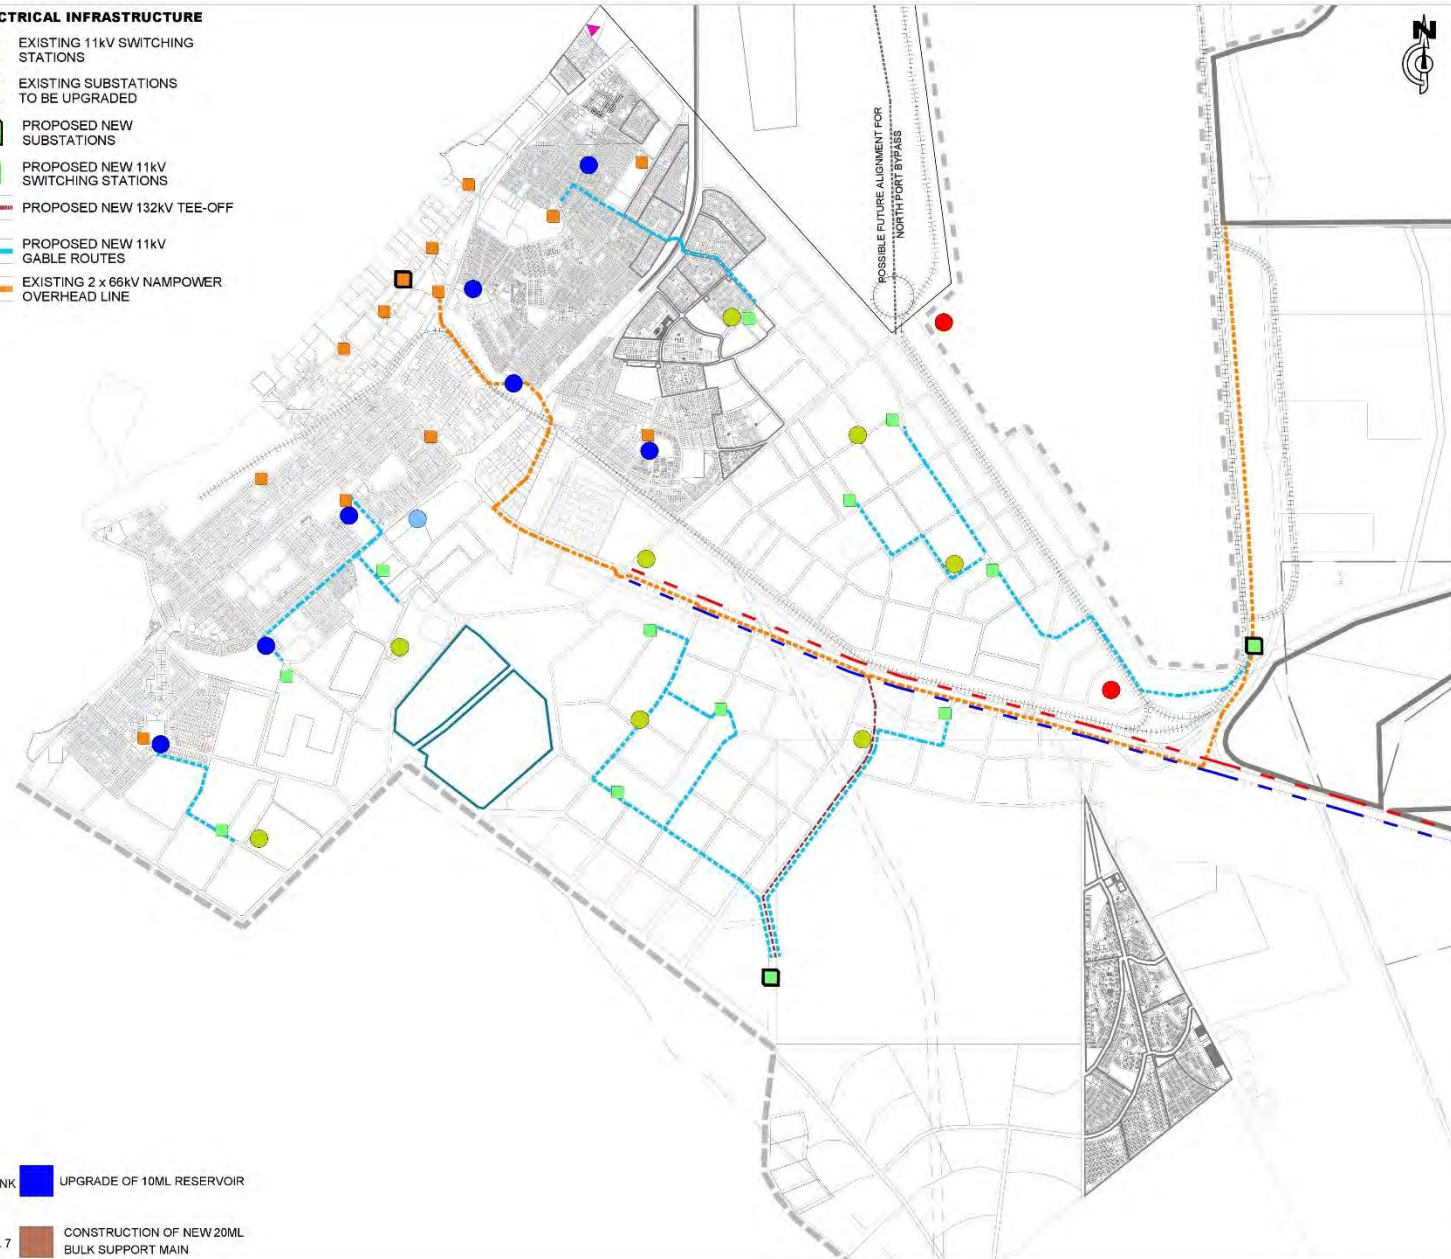 CTRICAL INFRASTRUCTURE
EXISTING 11kV SWITCHING
STATIONS
EXISTING SUBSTATIONS
TO BE UPGRADED
PROPOSED NEW
SUBSTATIONS
PROPOSED NEW 11kV
SWITCHING STATIONS
PROPOSED NEW 132kV TEE-OFF
PROPOSED NEW 11kV
GABLE ROUTES
EXISTING 2 x 66kV NAMPOWER
OVERHEAD LINE
N
POSSIBLE FUTURE ALIGNMENT FOR
NORTH PORT BYPASS
NK
UPGRADE OF 10ML RESERVOIR
. 7
CONSTRUCTION OF NEW 20ML
BULK SUPPORT MAIN